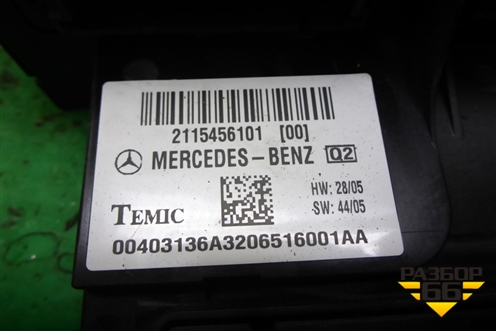 2115456101 [00]
MERCEDES-BENZ Q2
HW: 28/05
TEMIC
SW: 44/05
00403136A3206516001AA
РАЗБОР
66